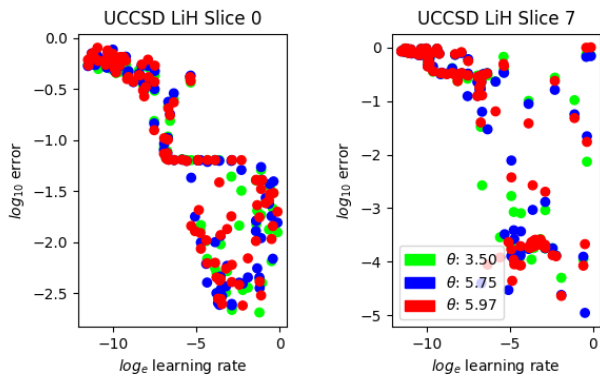 UCCSD LiH Slice 0
UCCSD LiH Slice 7
log10 error
0.0
−0.5
−1.0
−1.5
−2.0
−2.5
−10
−5
0
loge learning rate
log10 error
0
−1
−2
−3
−4
−5
θ: 3.50
θ: 5.75
θ: 5.97
−10
−5
0
loge learning rate